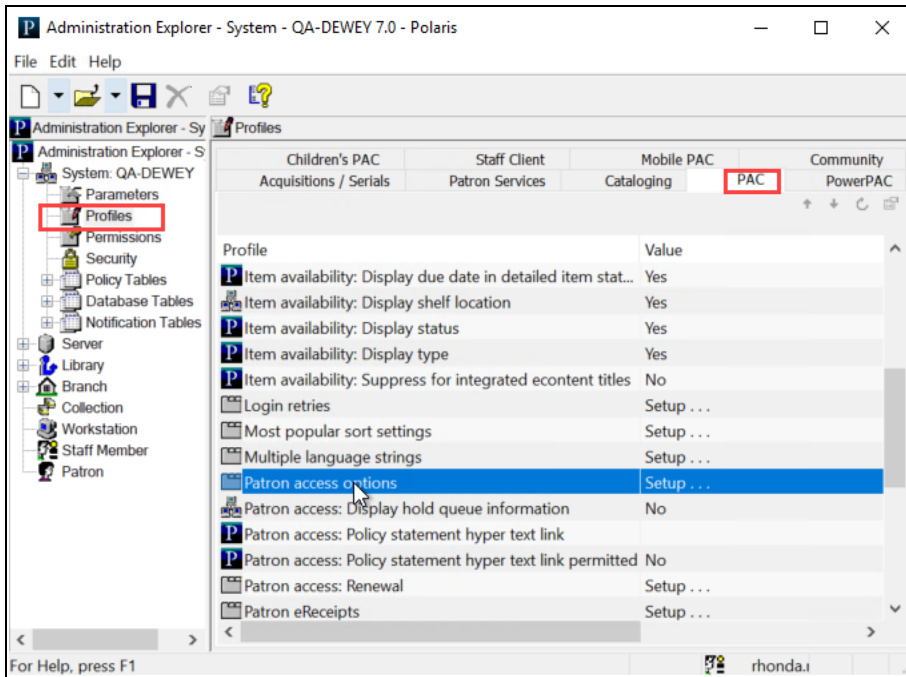 Administration Explorer - System - QA-DEWEY 7.0 - Polaris
File Edit Help
Administration Explorer - Sy
Profiles
Administration Explorer - S
System: QA-DEWEY
Parameters
Profiles
Permissions
Security
Policy Tables
Database Tables
Notification Tables
Server
Library
Branch
Collection
Workstation
Staff Member
Patron
Children's PAC Staff Client Mobile PAC Community
Acquisitions / Serials Patron Services Cataloging PAC PowerPAC
Profile Value
Item availability: Display due date in detailed item stat... Yes
Item availability: Display shelf location Yes
Item availability: Display status Yes
Item availability: Display type Yes
Item availability: Suppress for integrated econtent titles No
Login retries Setup . . .
Most popular sort settings Setup . . .
Multiple language strings Setup . . .
Patron access options Setup . . .
Patron access: Display hold queue information No
Patron access: Policy statement hyper text link
Patron access: Policy statement hyper text link permitted No
Patron access: Renewal Setup . . .
Patron eReceipts Setup . . .
For Help, press F1
rhonda.r